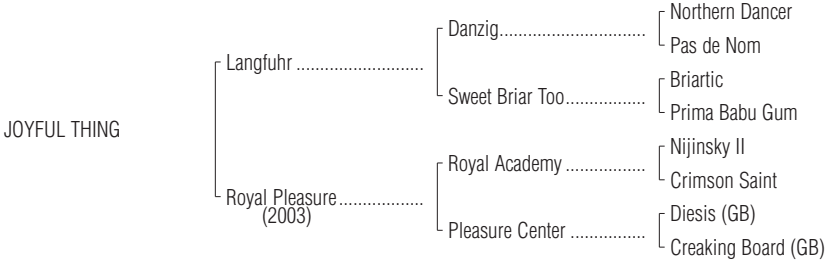 Northern Dancer
Danzig..............................
Pas de Nom
Langfuhr ..........................
Briartic
Sweet Briar Too.................
Prima Babu Gum
JOYFUL THING
Nijinsky II
Royal Academy .................
Crimson Saint
Royal Pleasure..................
(2003)
Diesis (GB)
Pleasure Center ................
Creaking Board (GB)